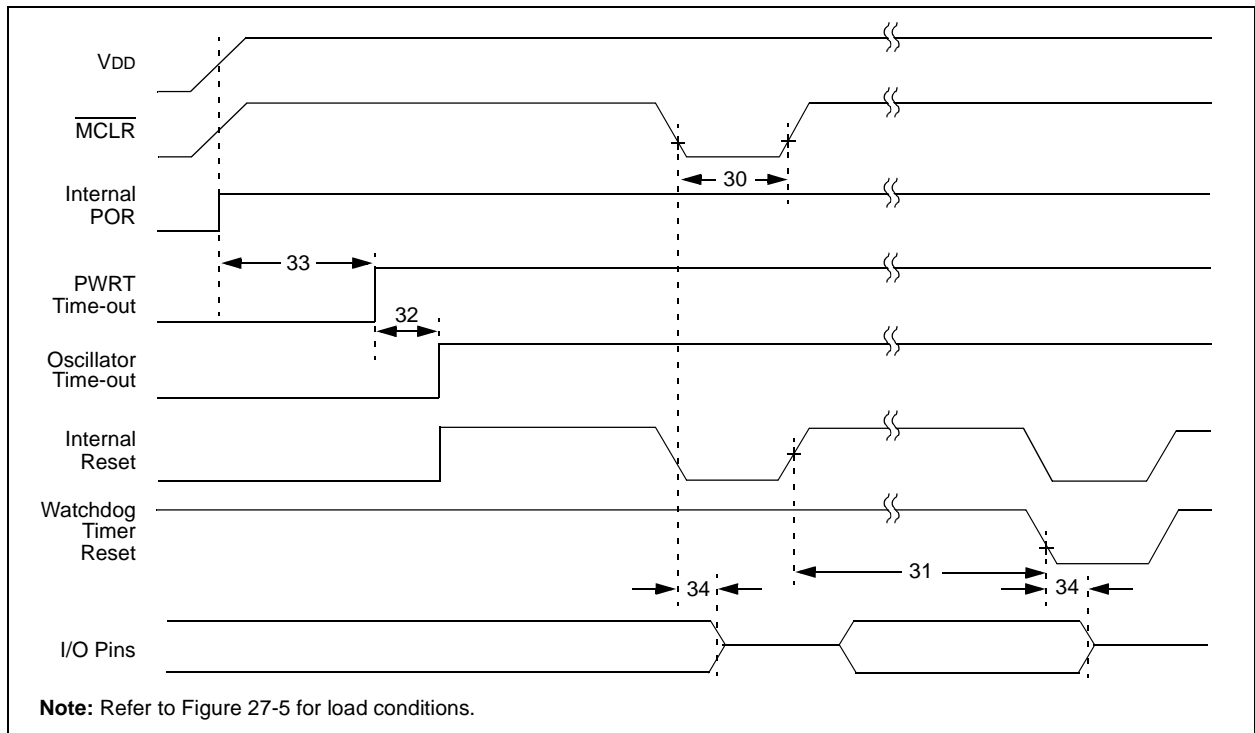 VDD
MCLR
30
Internal
POR
33
PWRT
Time-out
32
Oscillator
Time-out
Internal
Reset
Watchdog
Timer
Reset
31
34
34
I/O Pins
Note: Refer to Figure 27-5 for load conditions.